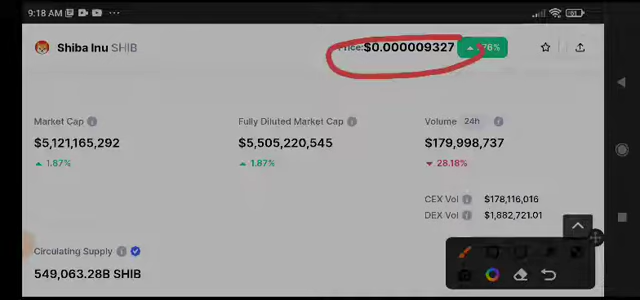 9:18 AM
Shiba Inu SHIB
Price: $0.000009327
Market Cap
$5,121,165,292
1.87%
Fully Diluted Market Cap
$5,505,220,545
1.87%
Volume 24h
$179,998,737
28.18%
CEX Vol $178,116,016
DEX Vol $1,882,721.01
Circulating Supply
549,063.28B SHIB